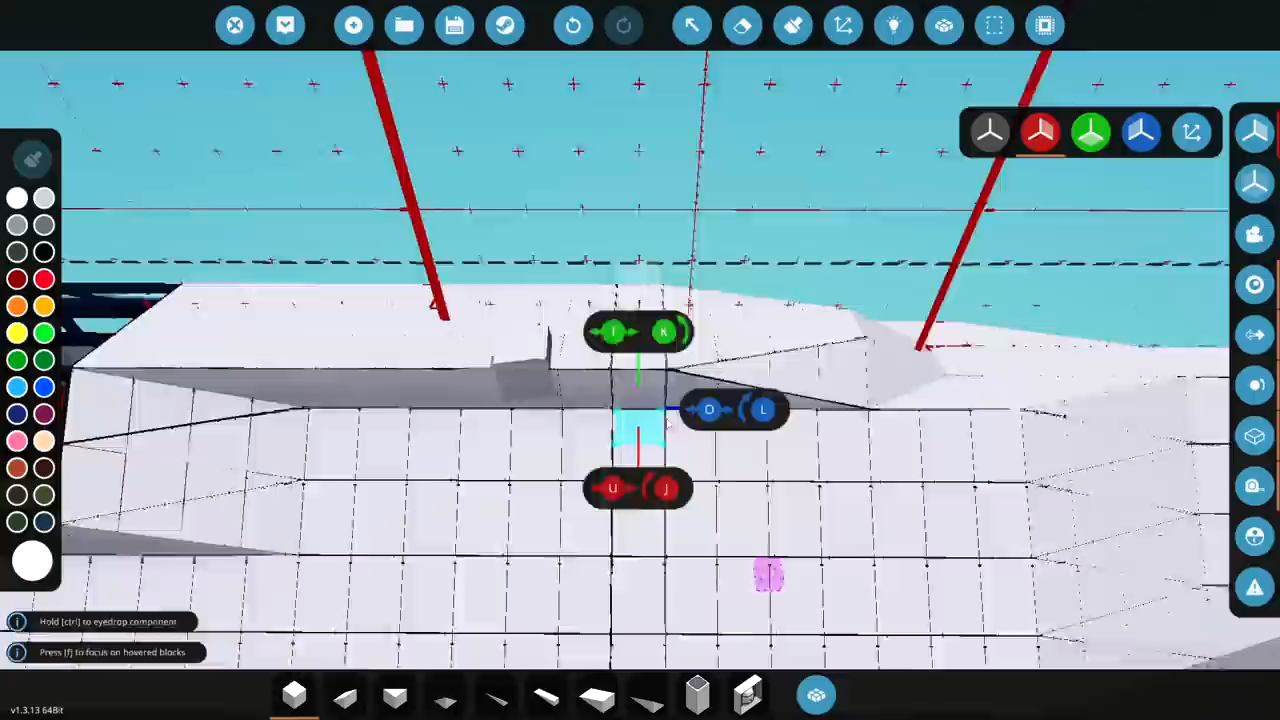 I K
O L
U J
Hold [ctrl] to eyedrop component
Press [f] to focus on hovered blocks
v1.3.13 64Bit